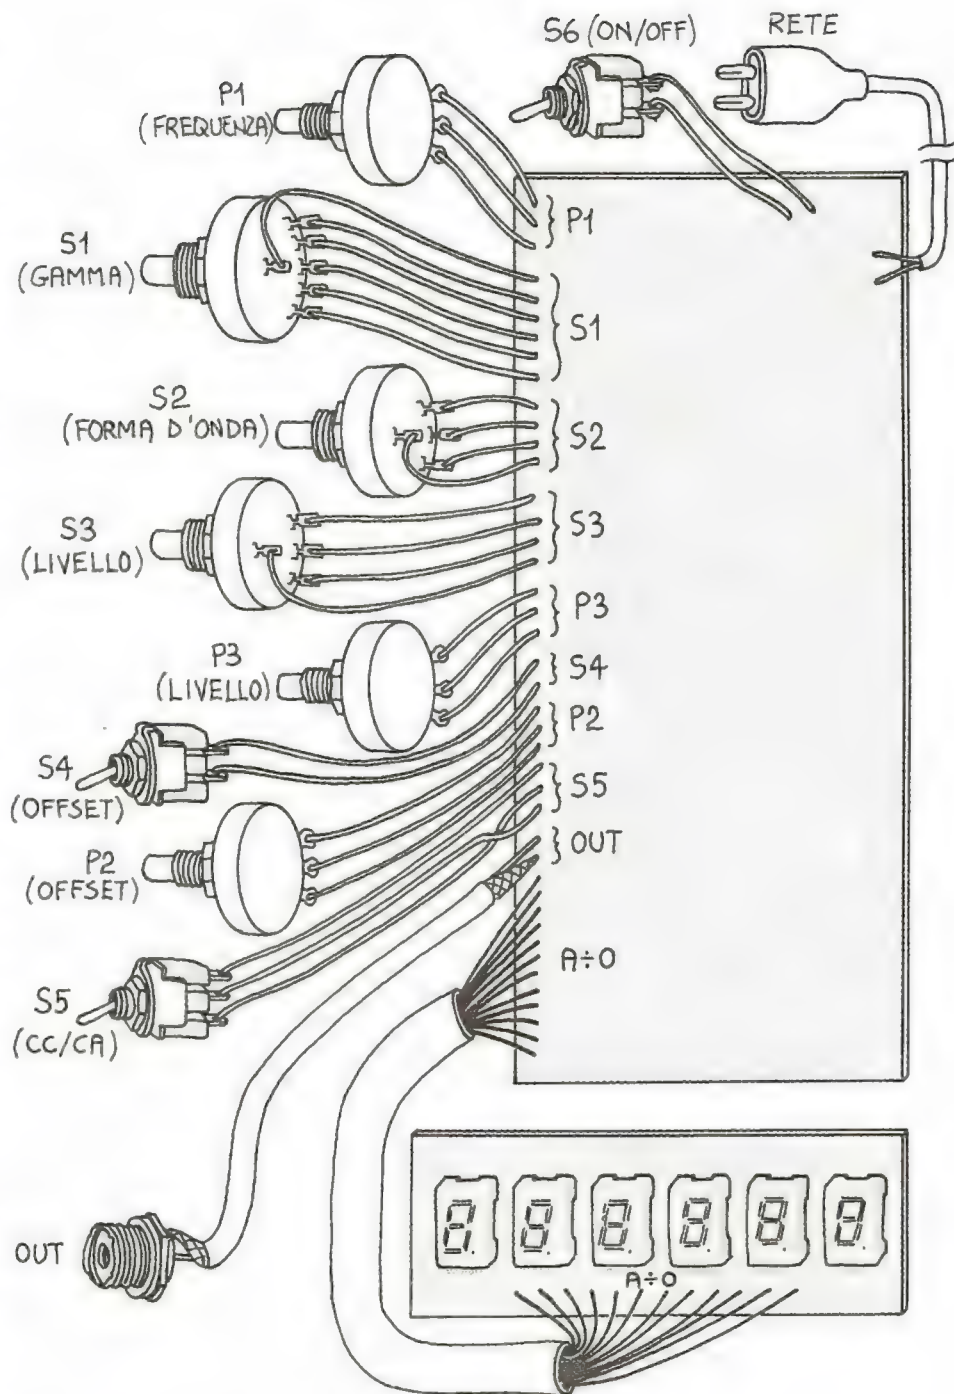 S6 (ON/OFF)
RETE
P1
(FREQUENZA)
P1
S1
(GAMMA)
S1
S2
(FORMA D'ONDA)
S2
S3
(LIVELLO)
S3
P3
P3
(LIVELLO)
S4
P2
S4
(OFFSET)
S5
P2
(OFFSET)
OUT
A÷O
S5
(CC/CA)
OUT
A÷O